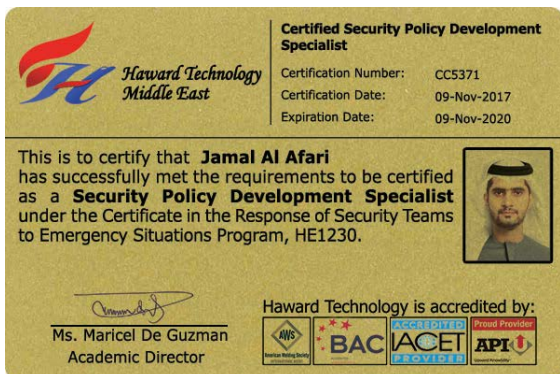 Haward Technology
Middle East
Certified Security Policy Development
Specialist
Certification Number: CC5371
Certification Date: 09-Nov-2017
Expiration Date: 09-Nov-2020
This is to certify that Jamal Al Afari
has successfully met the requirements to be certified
as a Security Policy Development Specialist
under the Certificate in the Response of Security Teams
to Emergency Situations Program, HE1230.
Ms. Maricel De Guzman
Academic Director
Haward Technology is accredited by:
AWS
American Welding Society
BAC
ACCREDITED
IACET
PROVIDER
Proud Provider
API